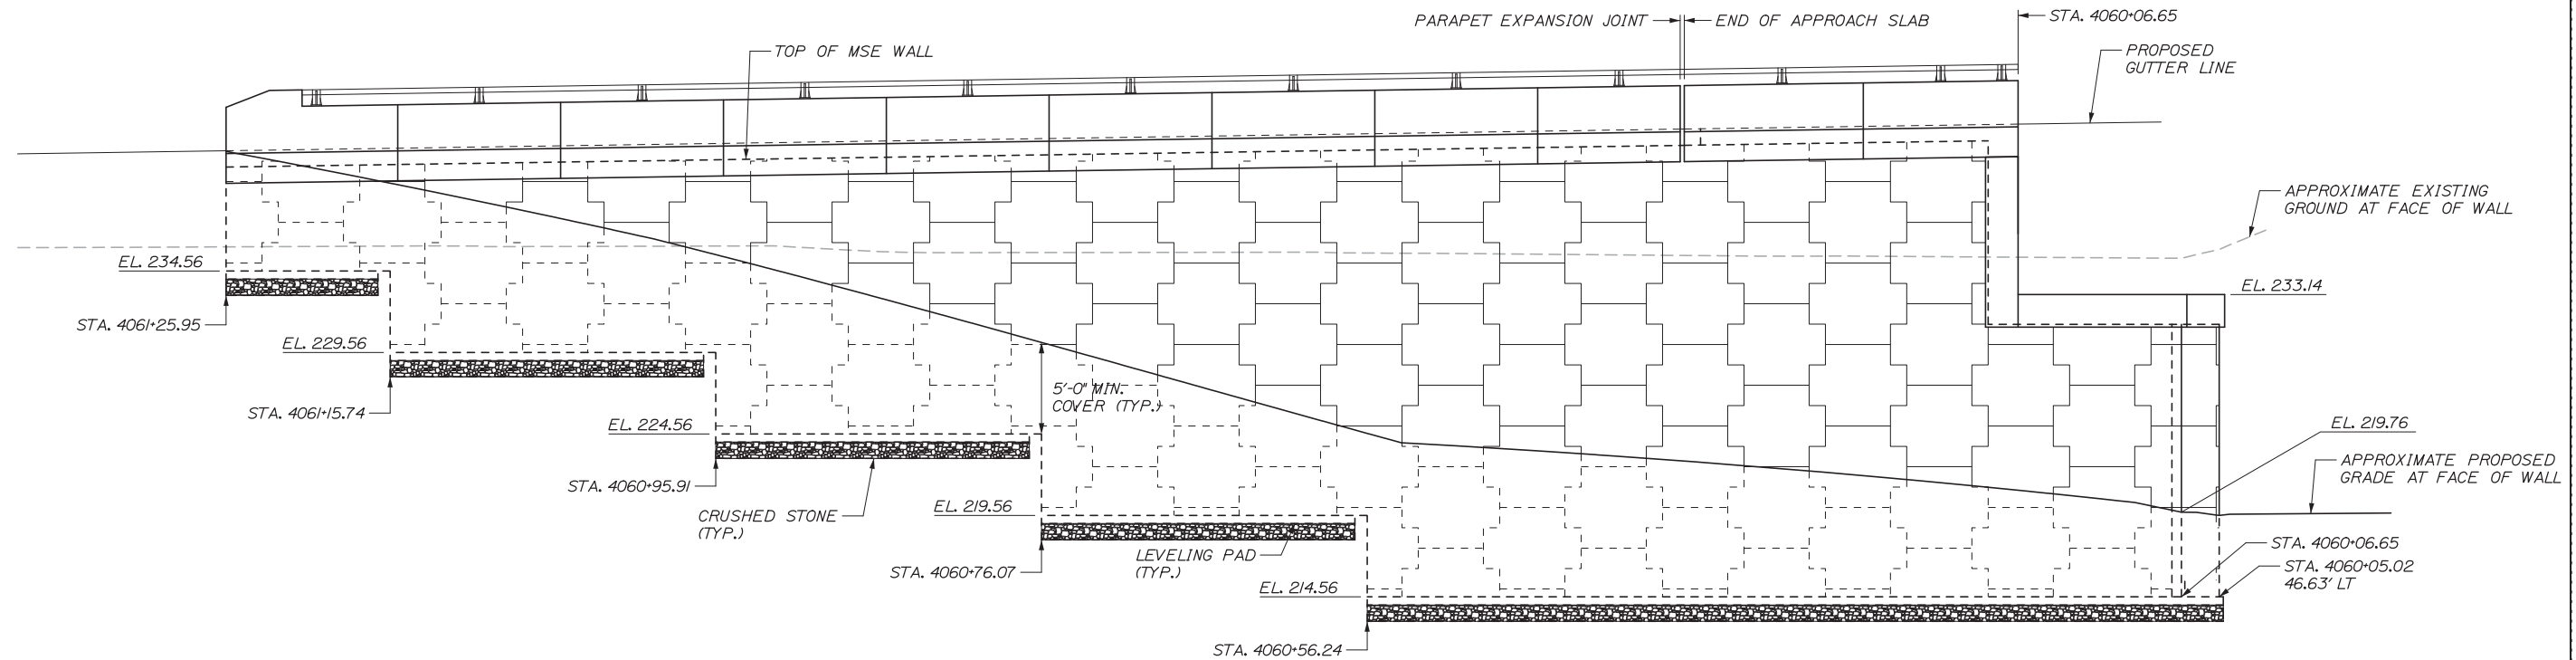 PARAPET EXPANSION JOINT
END OF APPROACH SLAB
STA. 4060+06.65
TOP OF MSE WALL
PROPOSED
GUTTER LINE
APPROXIMATE EXISTING
GROUND AT FACE OF WALL
EL. 234.56
EL. 233.14
STA. 4061+25.95
EL. 229.56
5'-0" MIN.
COVER (TYP.)
STA. 4061+15.74
EL. 224.56
EL. 219.76
APPROXIMATE PROPOSED
GRADE AT FACE OF WALL
STA. 4060+95.91
CRUSHED STONE
(TYP.)
EL. 219.56
STA. 4060+06.65
LEVELING PAD
(TYP.)
STA. 4060+76.07
STA. 4060+05.02
46.63' LT
EL. 214.56
STA. 4060+56.24